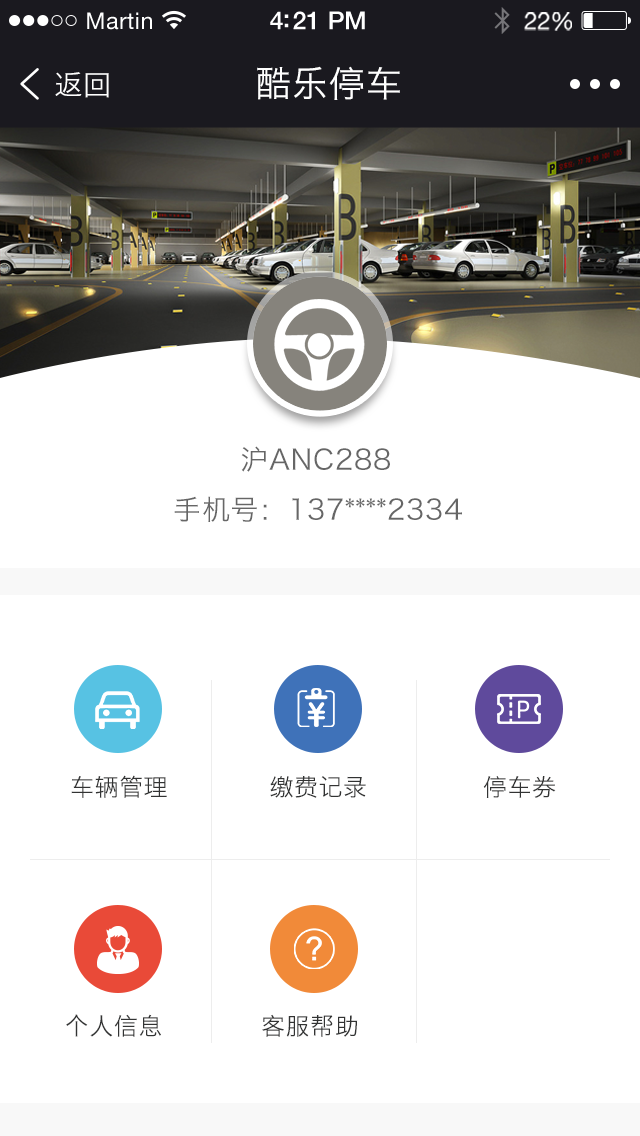 Martin 4:21 PM 22%
返回 酷乐停车
P
B B B B B
沪ANC288
手机号：137****2334
¥ P
车辆管理 缴费记录 停车券
?
个人信息 客服帮助